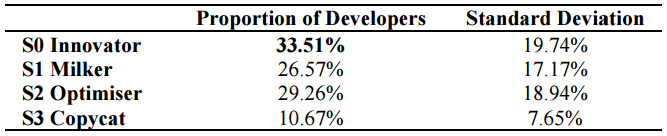 Proportion of Developers Standard Deviation
S0 Innovator 33.51% 19.74%
S1 Milker 26.57% 17.17%
S2 Optimiser 29.26% 18.94%
S3 Copycat 10.67% 7.65%